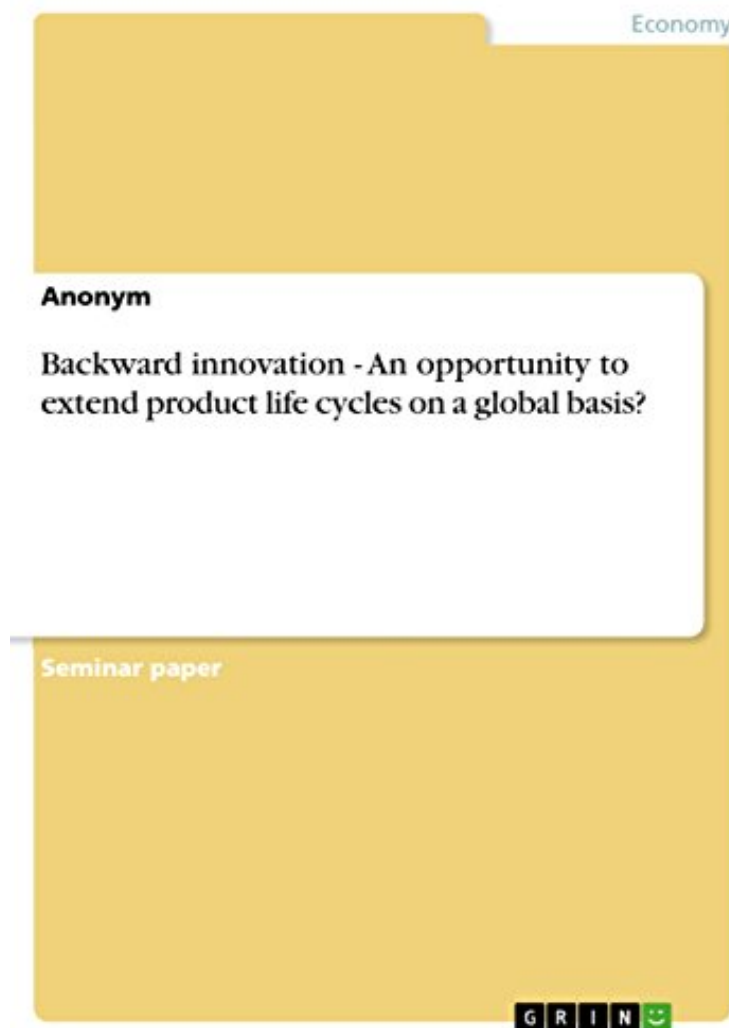 Economy
Anonym
Backward innovation - An opportunity to
extend product life cycles on a global basis?
Seminar paper
GRIN